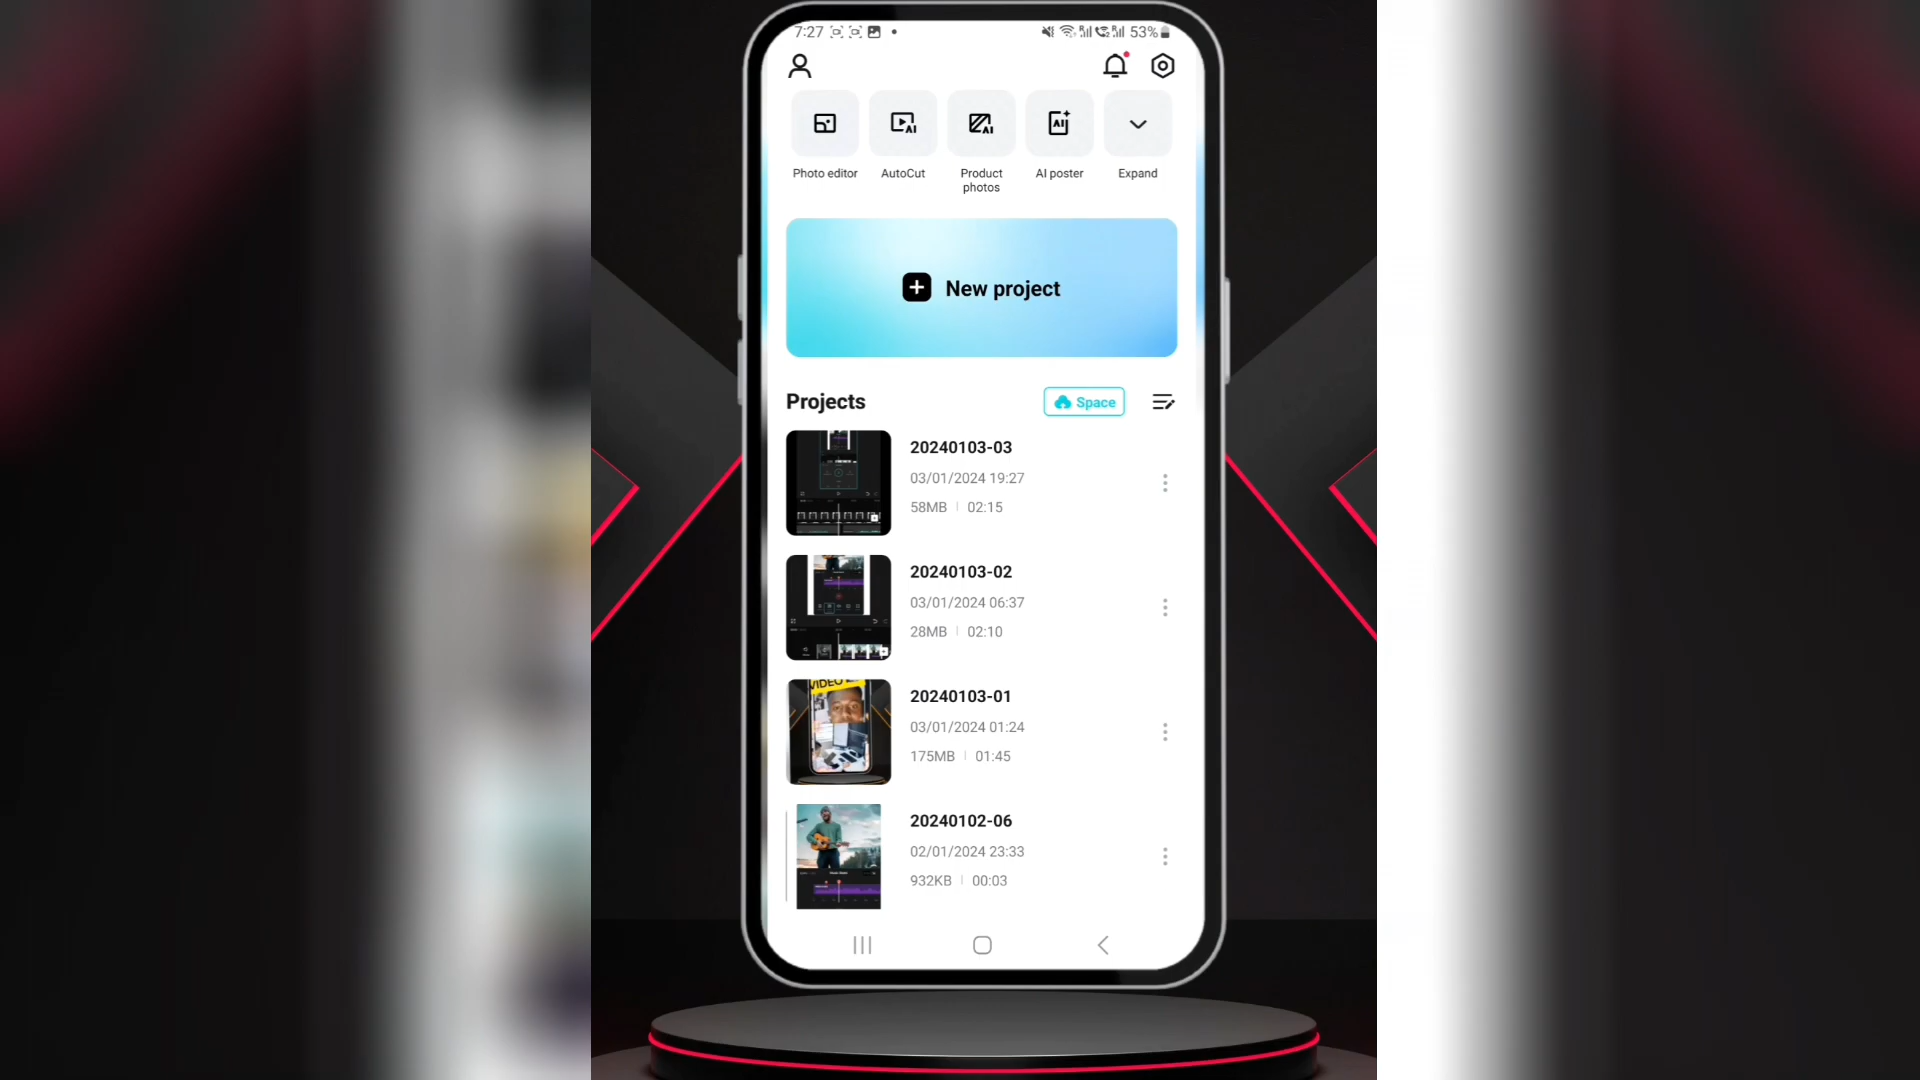 7:27
53%
Photo editor
AutoCut
Product
photos
AI poster
Expand
New project
Projects
Space
20240103-03
03/01/2024 19:27
58MB | 02:15
20240103-02
03/01/2024 06:37
28MB | 02:10
VIDEO
20240103-01
03/01/2024 01:24
175MB | 01:45
20240102-06
02/01/2024 23:33
932KB | 00:03